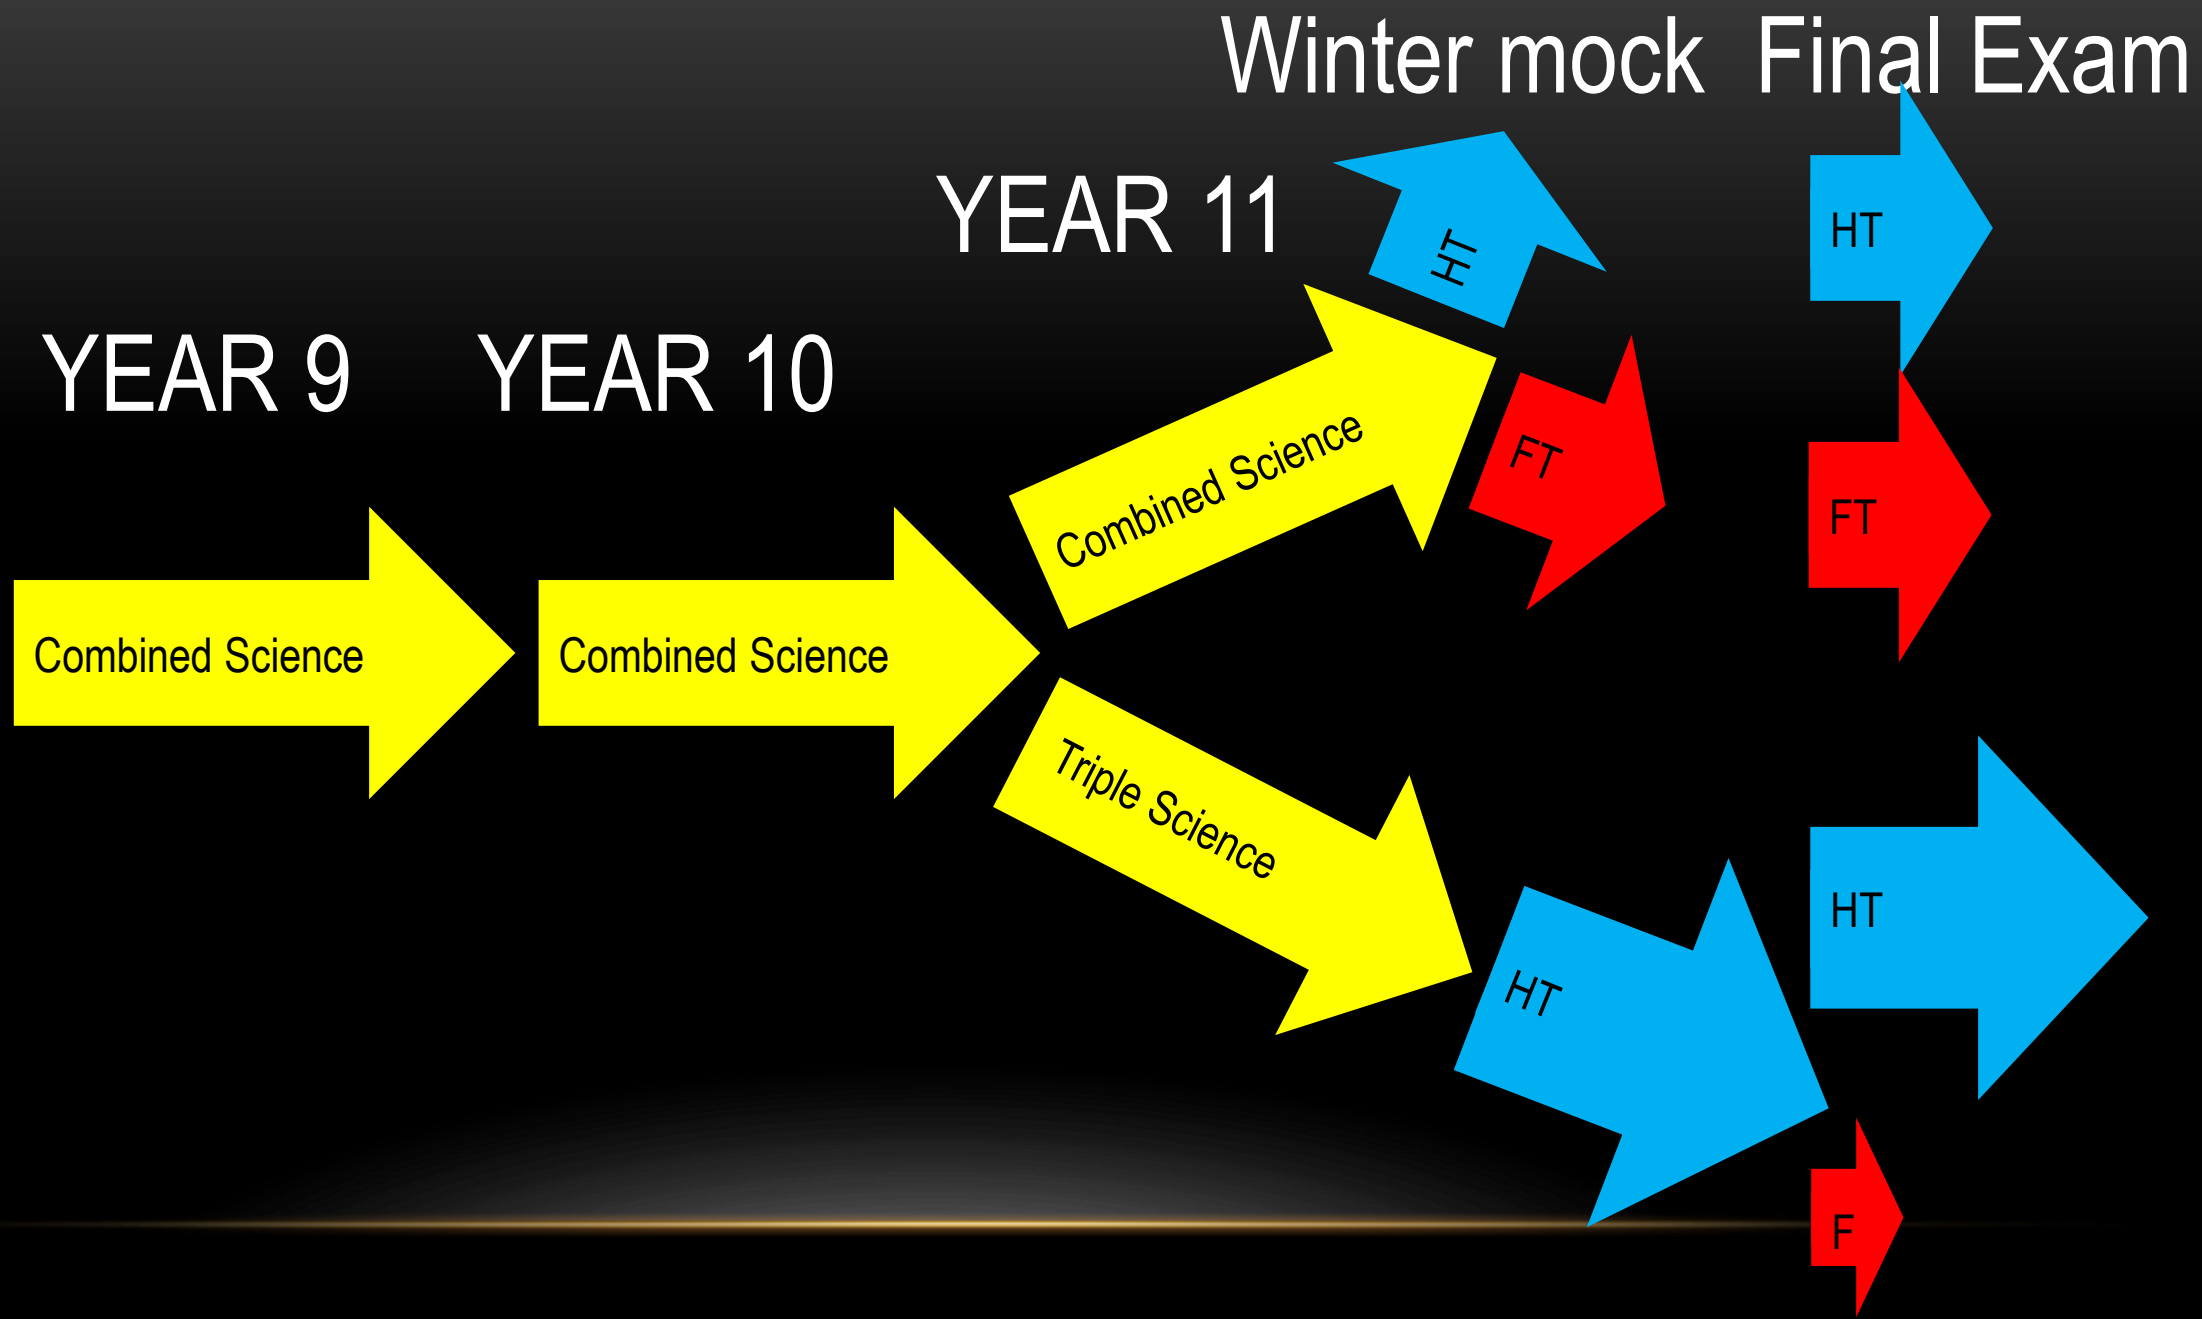 Winter mock Final Exam
YEAR 11
YEAR 9
YEAR 10
Combined Science
Combined Science
Combined Science
HT
FT
HT
FT
Triple Science
HT
HT
F